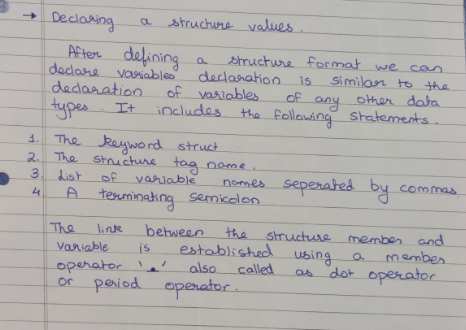 → Declaring a structure values.
After defining a structure format we can
declare variables declaration is similar to the
declaration of variables of any other data
types. It includes the following statements.
1. The keyword struct
2. The structure tag name.
3. List of variable names seperated by commas
4. A terminating semicolon
The link between the structure member and
variable is established using a member
operator '.' also called as dot operator
or period operator.